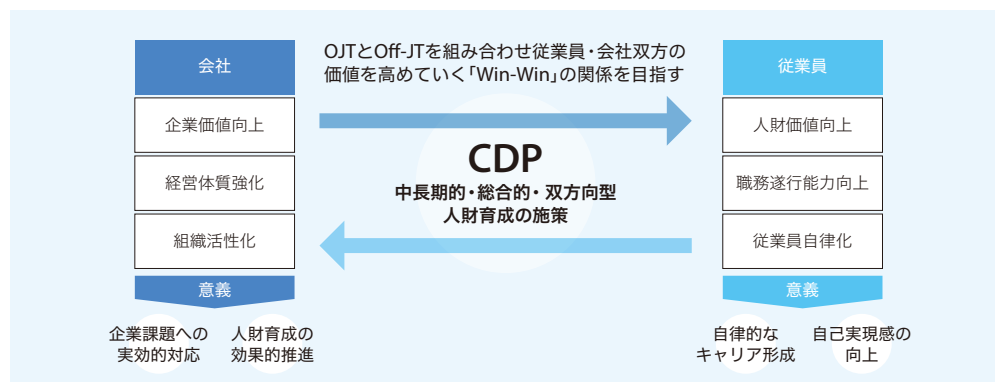 会社
OJTとOff-JTを組み合わせ従業員・会社双方の
価値を高めていく「Win-Win」の関係を目指す
従業員
企業価値向上
経営体質強化
組織活性化
意義
企業課題への
実効的対応
人財育成の
効果的推進
CDP
中長期的・総合的・双方向型
人財育成の施策
人財価値向上
職務遂行能力向上
従業員自律化
意義
自律的な
キャリア形成
自己実現感の
向上